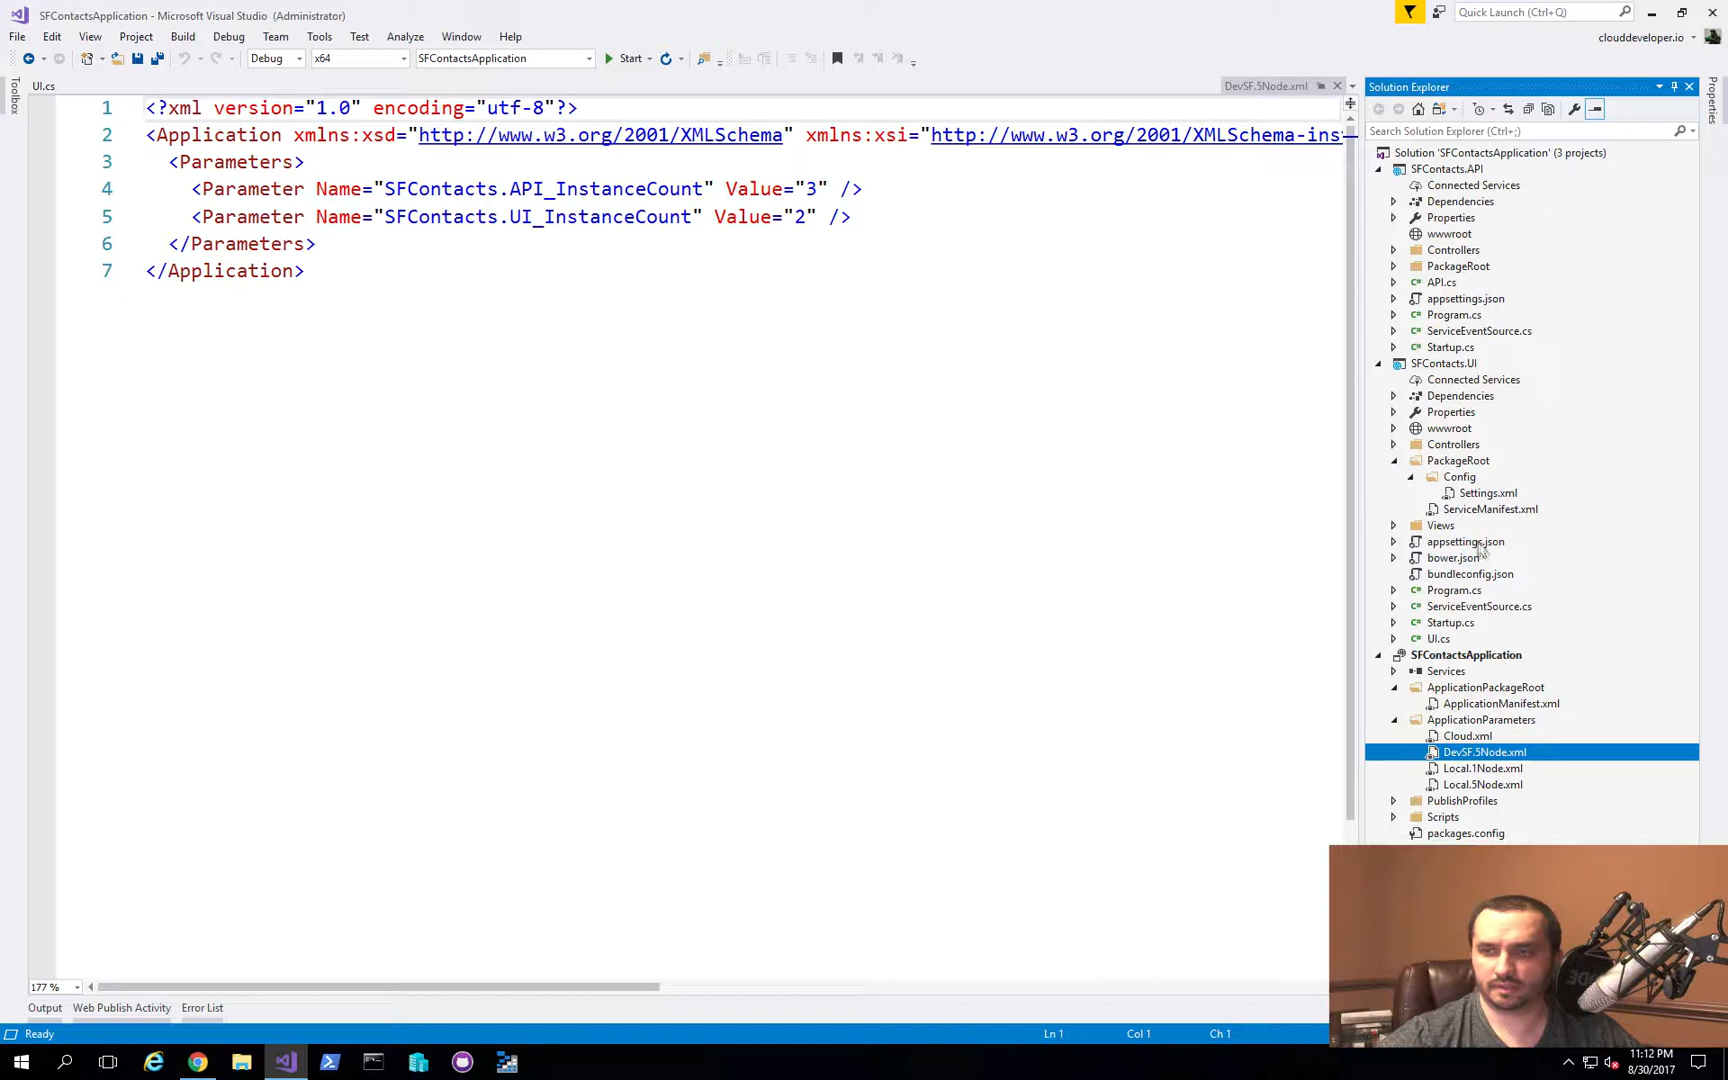 SFContactsApplication - Microsoft Visual Studio (Administrator)
Quick Launch (Ctrl+Q)
File Edit View Project Build Debug Team Tools Test Analyze Window Help
clouddeveloper.io
Debug x64 SFContactsApplication Start
Toolbox
UI.cs
DevSF.5Node.xml
1 <?xml version="1.0" encoding="utf-8"?>
2 <Application xmlns:xsd="http://www.w3.org/2001/XMLSchema" xmlns:xsi="http://www.w3.org/2001/XMLSchema-ins
3 <Parameters>
4 <Parameter Name="SFContacts.API_InstanceCount" Value="3" />
5 <Parameter Name="SFContacts.UI_InstanceCount" Value="2" />
6 </Parameters>
7 </Application>
Solution Explorer
Properties
Search Solution Explorer (Ctrl+;)
Solution 'SFContactsApplication' (3 projects)
SFContacts.API
Connected Services
Dependencies
Properties
wwwroot
Controllers
PackageRoot
API.cs
appsettings.json
Program.cs
ServiceEventSource.cs
Startup.cs
SFContacts.UI
Connected Services
Dependencies
Properties
wwwroot
Controllers
PackageRoot
Config
Settings.xml
ServiceManifest.xml
Views
appsettings.json
bower.json
bundleconfig.json
Program.cs
ServiceEventSource.cs
Startup.cs
UI.cs
SFContactsApplication
Services
ApplicationPackageRoot
ApplicationManifest.xml
ApplicationParameters
Cloud.xml
DevSF.5Node.xml
Local.1Node.xml
Local.5Node.xml
PublishProfiles
Scripts
packages.config
177 %
Output Web Publish Activity Error List
Ready Ln 1 Col 1 Ch 1
11:12 PM
8/30/2017